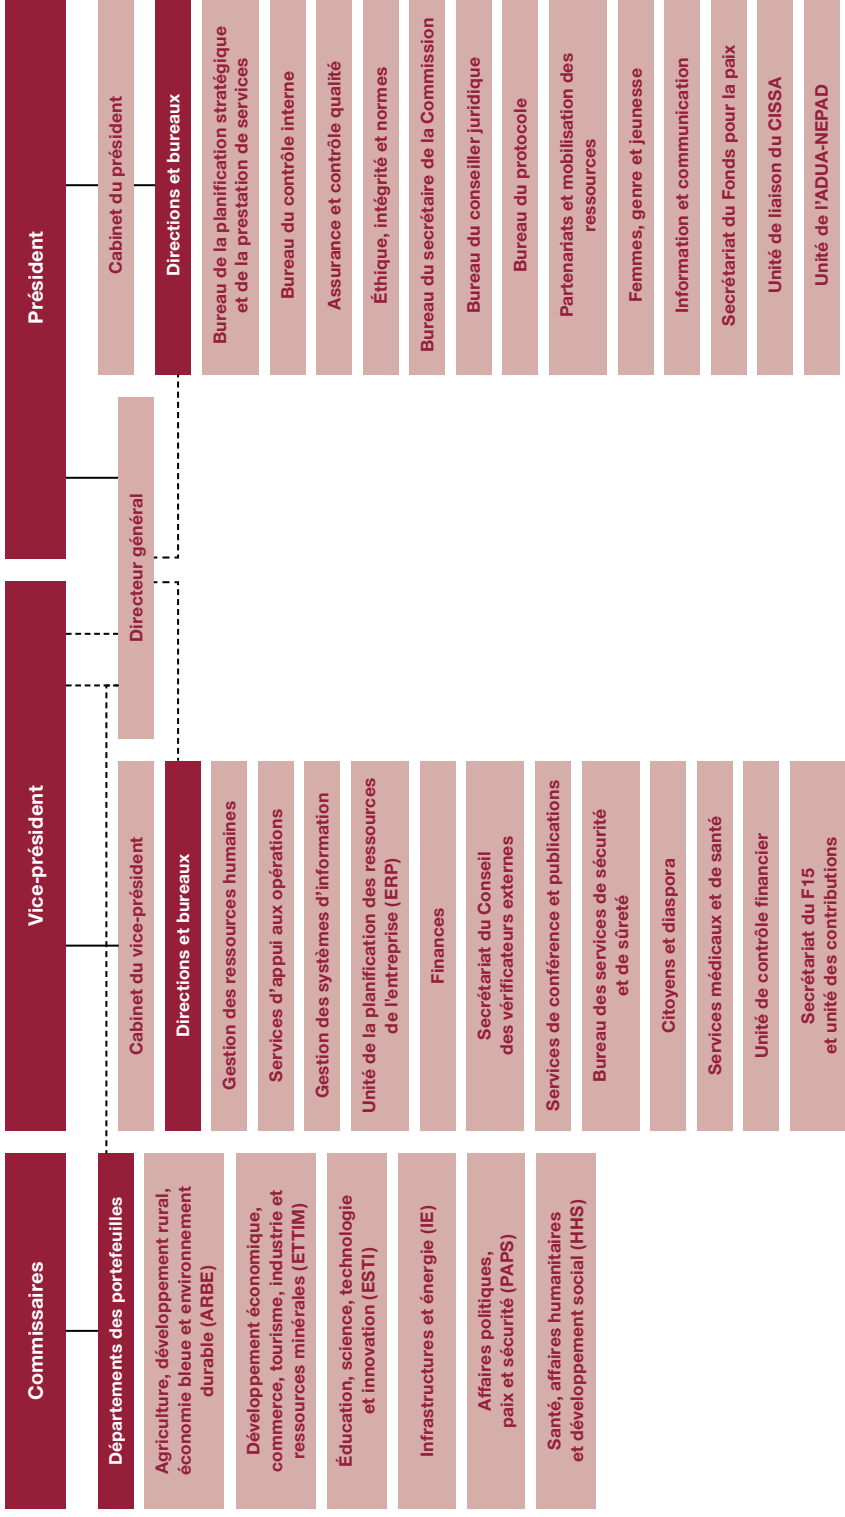 Commissaires
Départements des portefeuilles
Agriculture, développement rural,
économie bleue et environnement
durable (ARBE)
Développement économique,
commerce, tourisme, industrie et
ressources minérales (ETTIM)
Éducation, science, technologie
et innovation (ESTI)
Infrastructures et énergie (IE)
Affaires politiques,
paix et sécurité (PAPS)
Santé, affaires humanitaires
et développement social (HHS)
Vice-président
Cabinet du vice-président
Directions et bureaux
Gestion des ressources humaines
Services d'appui aux opérations
Gestion des systèmes d'information
Unité de la planification des ressources
de l'entreprise (ERP)
Finances
Secrétariat du Conseil
des vérificateurs externes
Services de conférence et publications
Bureau des services de sécurité
et de sûreté
Citoyens et diaspora
Services médicaux et de santé
Unité de contrôle financier
Secrétariat du F15
et unité des contributions
Directeur général
Président
Cabinet du président
Directions et bureaux
Bureau de la planification stratégique
et de la prestation de services
Bureau du contrôle interne
Assurance et contrôle qualité
Éthique, intégrité et normes
Bureau du secrétaire de la Commission
Bureau du conseiller juridique
Bureau du protocole
Partenariats et mobilisation des
ressources
Femmes, genre et jeunesse
Information et communication
Secrétariat du Fonds pour la paix
Unité de liaison du CISSA
Unité de l'ADUA-NEPAD